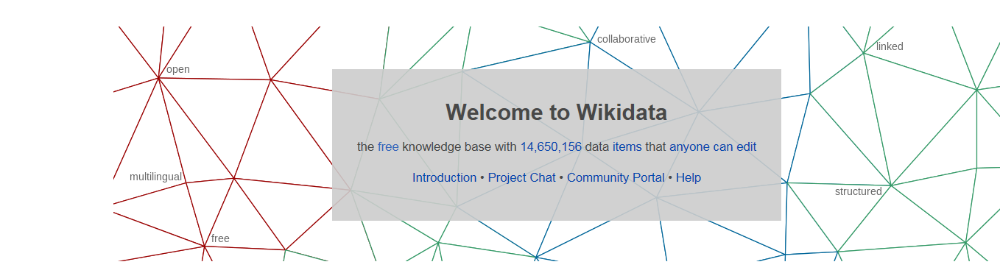 collaborative
linked
open
Welcome to Wikidata
the free knowledge base with 14,650,156 data items that anyone can edit
multilingual
Introduction • Project Chat • Community Portal • Help
structured
free